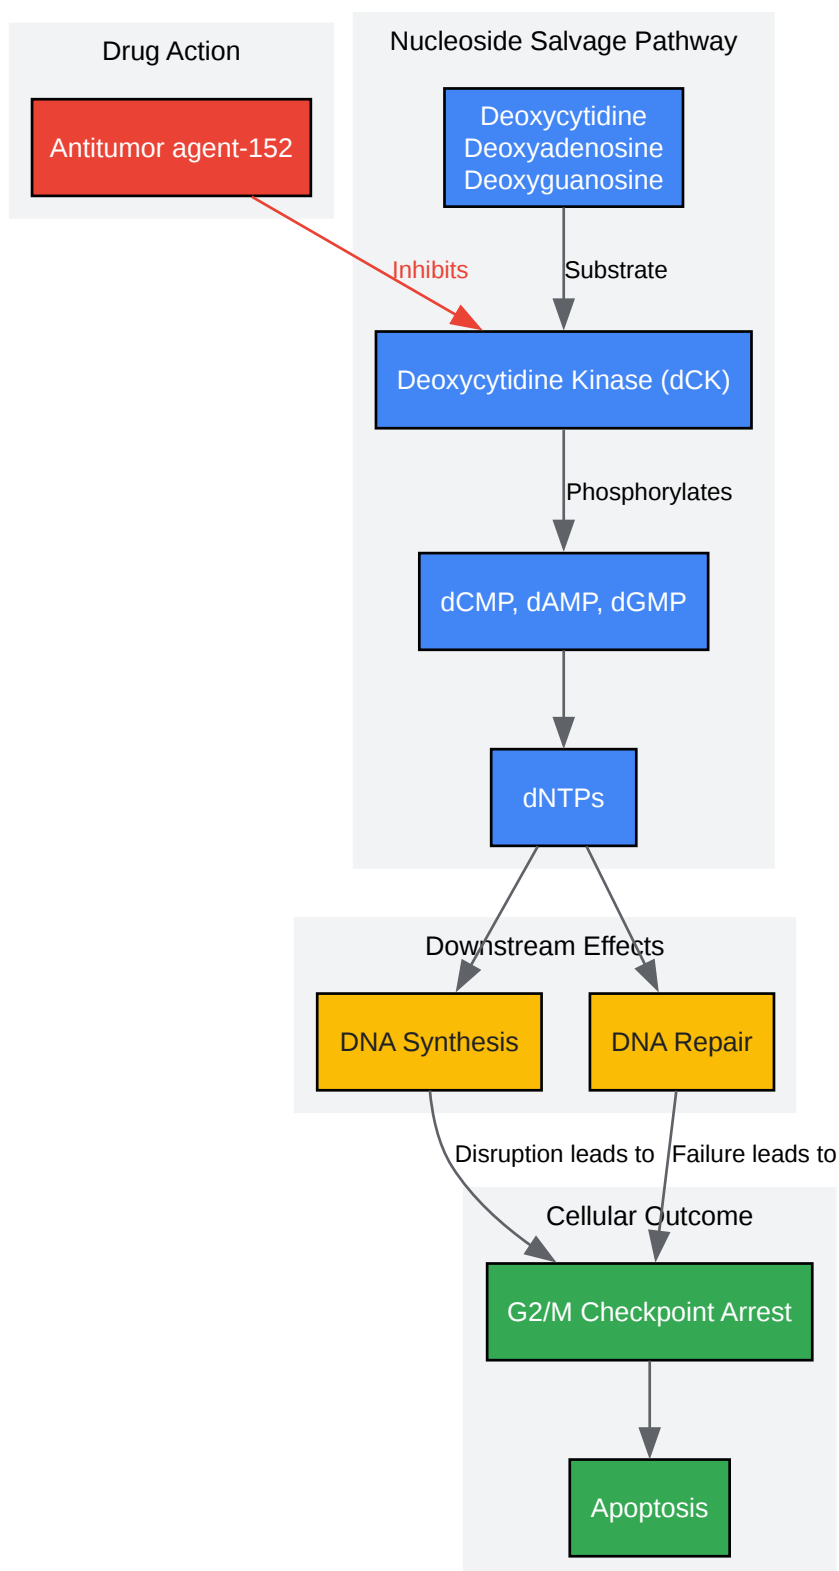 Drug Action
Antitumor agent-152
Nucleoside Salvage Pathway
Deoxycytidine
Deoxyadenosine
Deoxyguanosine
Inhibits
Substrate
Deoxycytidine Kinase (dCK)
Phosphorylates
dCMP, dAMP, dGMP
dNTPs
Downstream Effects
DNA Synthesis
DNA Repair
Disruption leads to
Failure leads to
Cellular Outcome
G2/M Checkpoint Arrest
Apoptosis